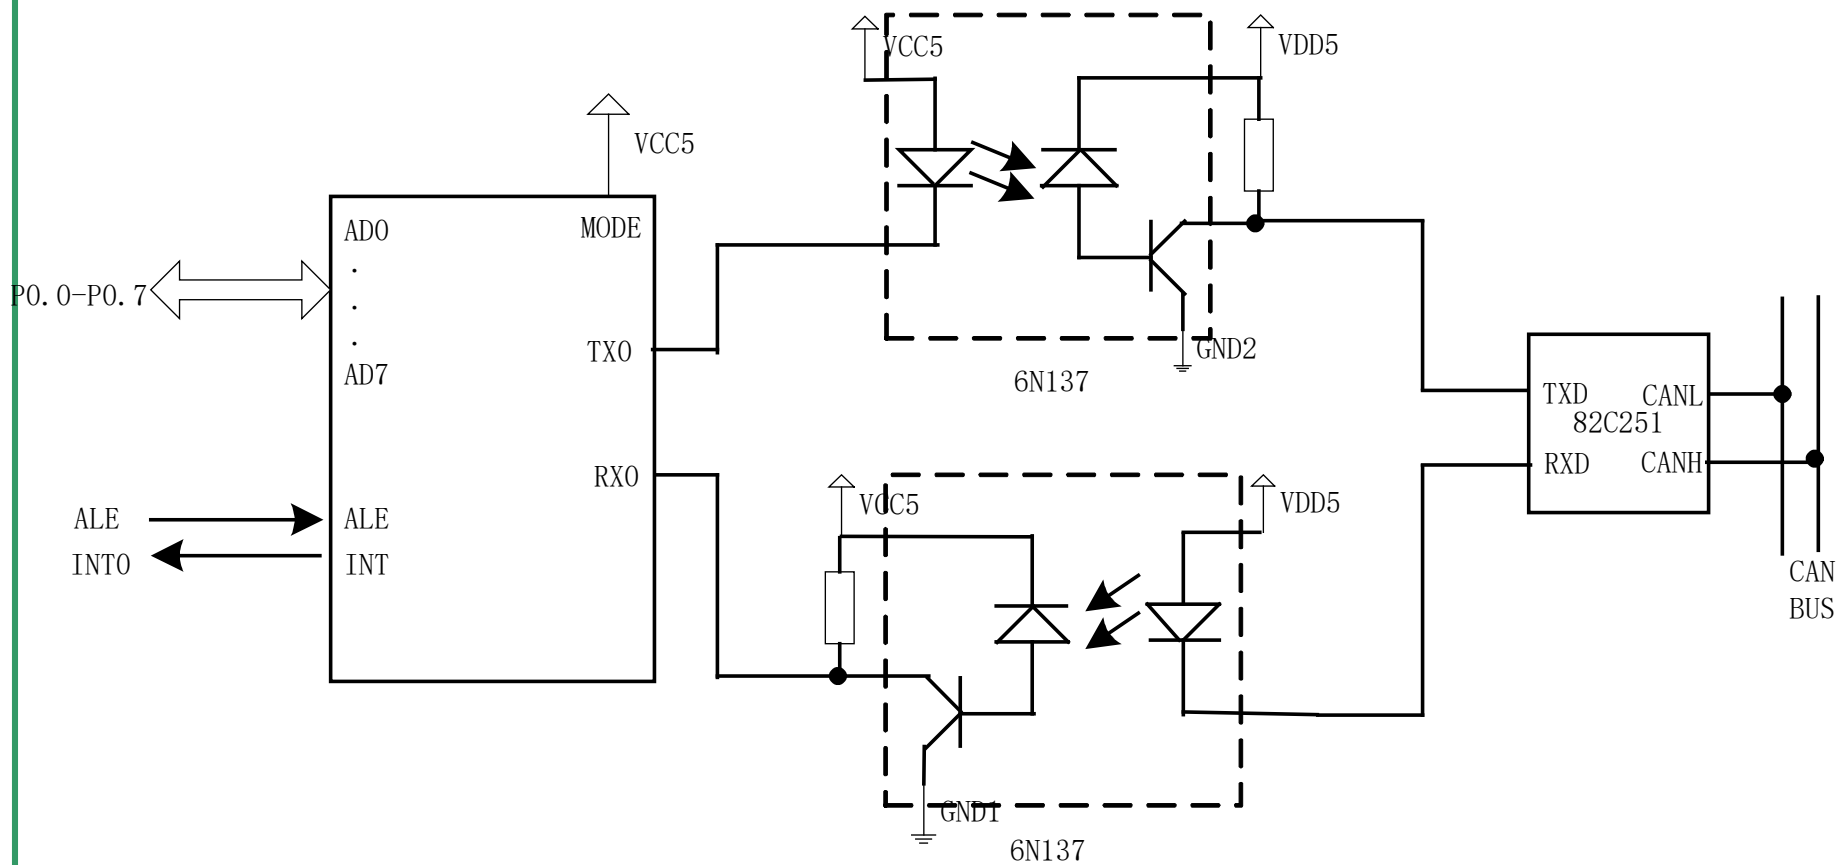 VCC5
VDD5
VCC5
AD0
MODE
P0.0-P0.7
TX0
AD7
GND2
6N137
TXD
CANL
82C251
RXD
CANH
RX0
VCC5
VDD5
ALE
ALE
INT0
INT
CAN
BUS
GND1
6N137